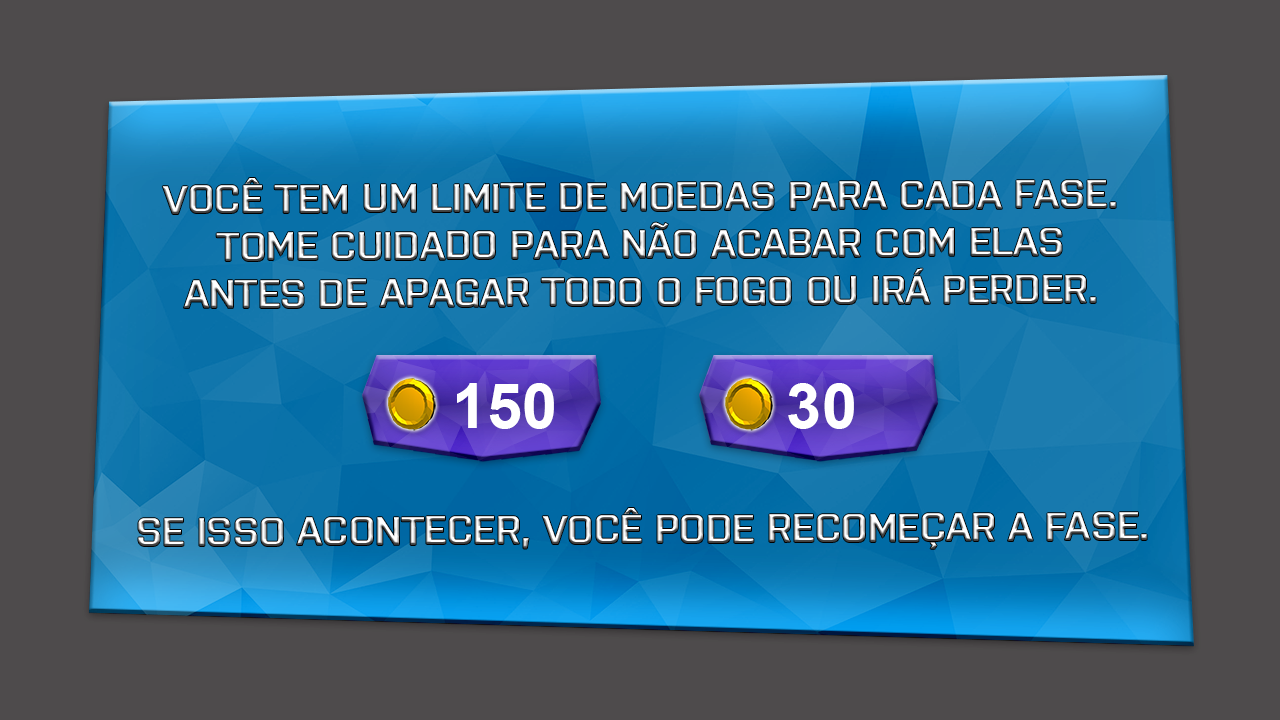 VOCÊ TEM UM LIMITE DE MOEDAS PARA CADA FASE.
TOME CUIDADO PARA NÃO ACABAR COM ELAS
ANTES DE APAGAR TODO O FOGO OU IRÁ PERDER.
150 30
SE ISSO ACONTECER, VOCÊ PODE RECOMEÇAR A FASE.